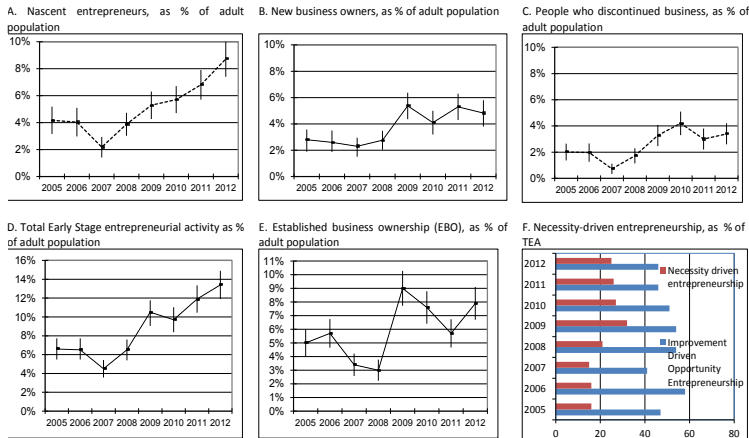 A. Nascent entrepreneurs, as % of adult
population
10%
8%
6%
4%
2%
0%
2005 2006 2007 2008 2009 2010 2011 2012
B. New business owners, as % of adult population
10%
8%
6%
4%
2%
0%
2005 2006 2007 2008 2009 2010 2011 2012
C. People who discontinued business, as % of
adult population
10%
8%
6%
4%
2%
0%
2005 2006 2007 2008 2009 2010 2011 2012
D. Total Early Stage entrepreneurial activity as %
of adult population
16%
14%
12%
10%
8%
6%
4%
2%
0%
2005 2006 2007 2008 2009 2010 2011 2012
E. Established business ownership (EBO), as % of
adult population
11%
10%
9%
8%
7%
6%
5%
4%
3%
2%
1%
0%
2005 2006 2007 2008 2009 2010 2011 2012
F. Necessity-driven entrepreneurship, as % of
TEA
2012
2011
2010
2009
2008
2007
2006
2005
0 20 40 60 80
Necessity driven
entrepreneurship
Improvement
Driven
Opportunity
Entrepreneurship